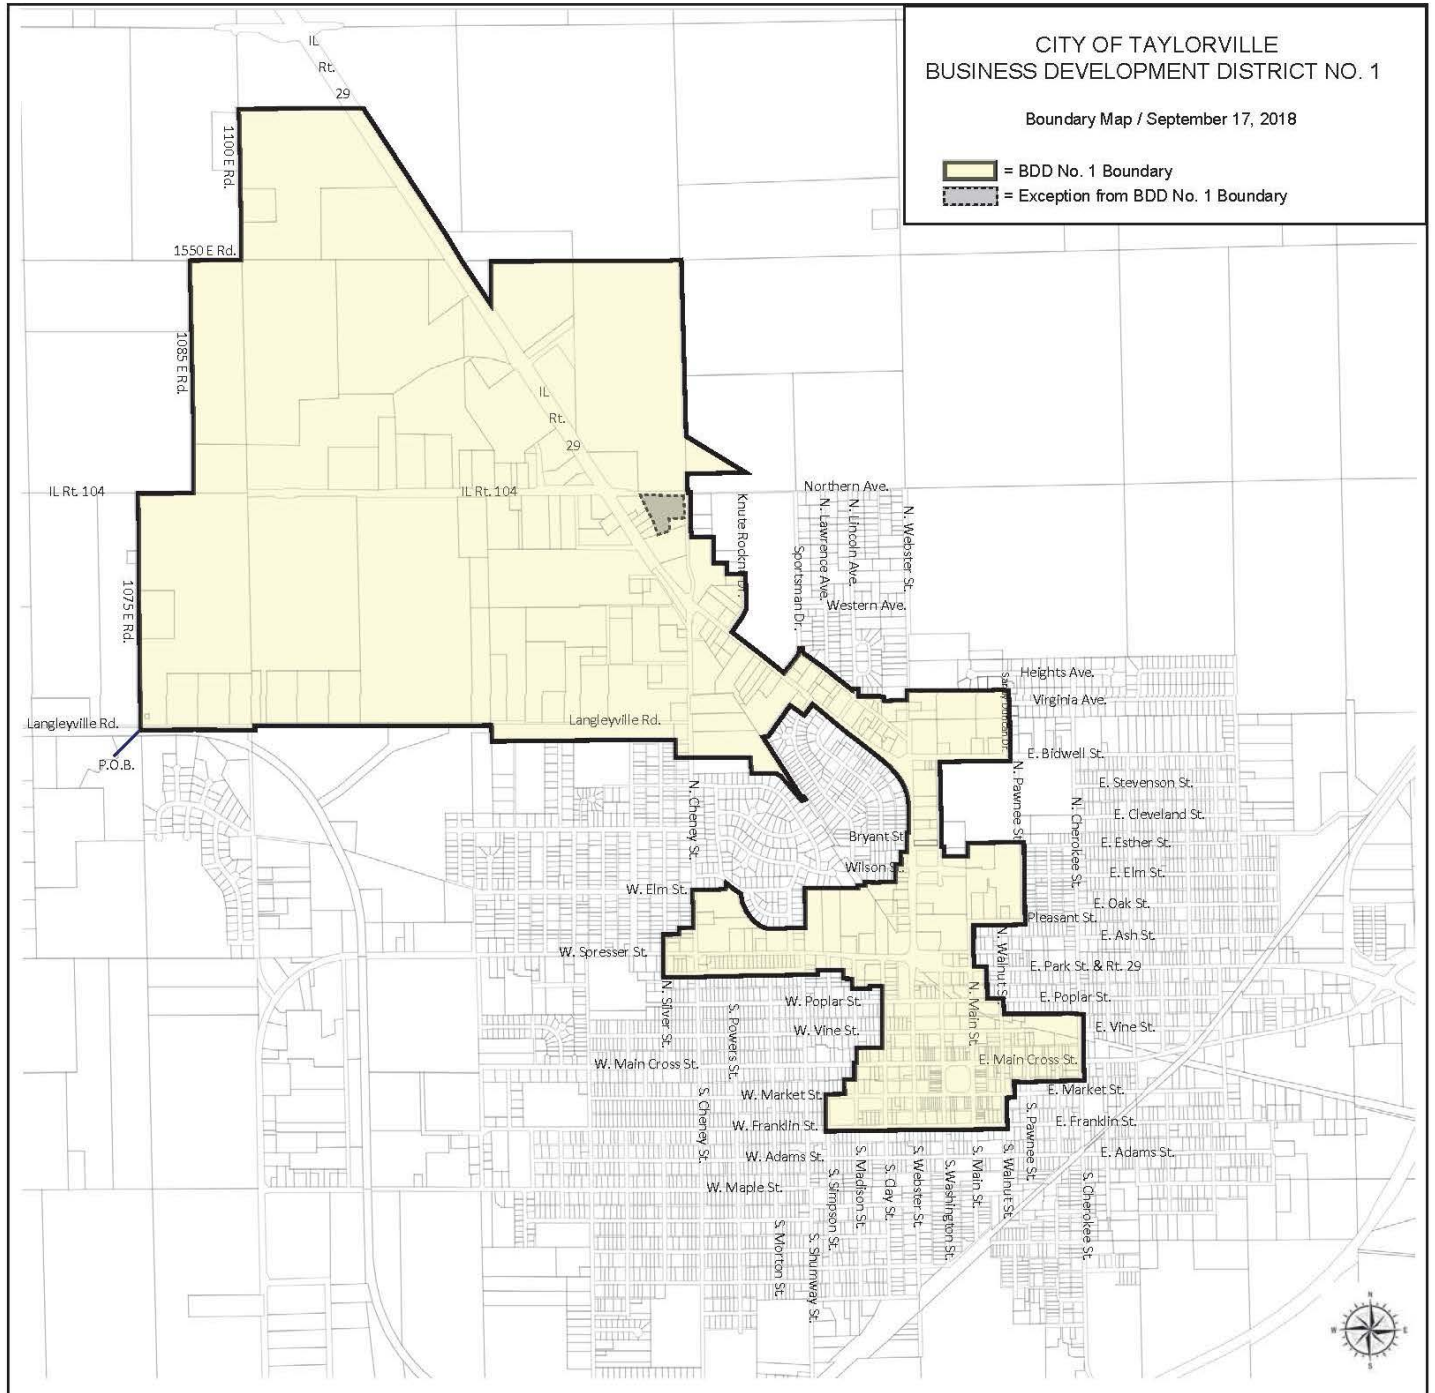 CITY OF TAYLORVILLE
BUSINESS DEVELOPMENT DISTRICT NO. 1
Boundary Map / September 17, 2018
= BDD No. 1 Boundary
= Exception from BDD No. 1 Boundary
IL
Rt.
29
1100 E Rd.
1550 E Rd.
1085 E Rd.
IL
Rt.
29
IL Rt. 104
IL Rt. 104
Northern Ave.
Knute Rockne Dr.
Sportsman Dr.
N. Lawrence Ave.
N. Lincoln Ave.
N. Webster St.
Western Ave.
1075 E Rd.
Heights Ave.
Virginia Ave.
Langleyville Rd.
Langleyville Rd.
P.O.B.
E. Bidwell St.
N. Pawnee St.
E. Stevenson St.
N. Cheney St.
N. Cherokee St.
E. Cleveland St.
Bryant St
E. Esther St.
Wilson St.
E. Elm St.
W. Elm St.
E. Oak St.
Pleasant St.
E. Ash St.
W. Spresser St.
N. Walnut St.
E. Park St. & Rt. 29
N. Silver St.
N. Main St.
W. Poplar St.
E. Poplar St.
S. Powers St.
W. Vine St.
E. Vine St.
W. Main Cross St.
E. Main Cross St.
W. Market St.
E. Market St.
S. Cheney St.
W. Franklin St.
S. Pawnee St.
E. Franklin St.
W. Adams St.
E. Adams St.
W. Maple St.
S. Simpson St.
S. Madison St.
S. Clay St.
S. Webster St.
S. Washington St.
S. Main St.
S. Walnut St.
S. Cherokee St.
S. Morton St.
S. Shumway St.
N
W
E
S